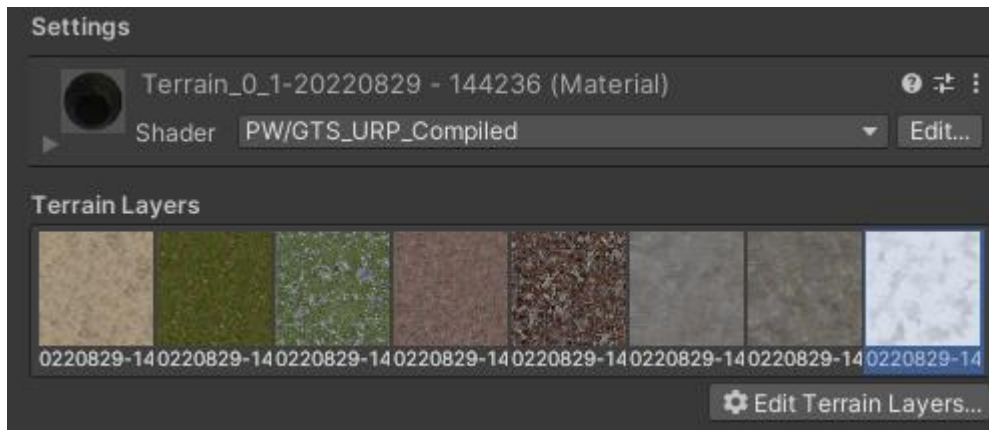 Settings
Terrain_0_1-20220829 - 144236 (Material)
Shader PW/GTS_URP_Compiled Edit...
Terrain Layers
0220829-14 0220829-14 0220829-14 0220829-14 0220829-14 0220829-14 0220829-14 0220829-14
Edit Terrain Layers...